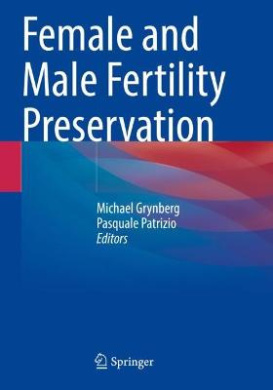 Female and
Male Fertility
Preservation
Michael Grynberg
Pasquale Patrizio
Editors
Springer